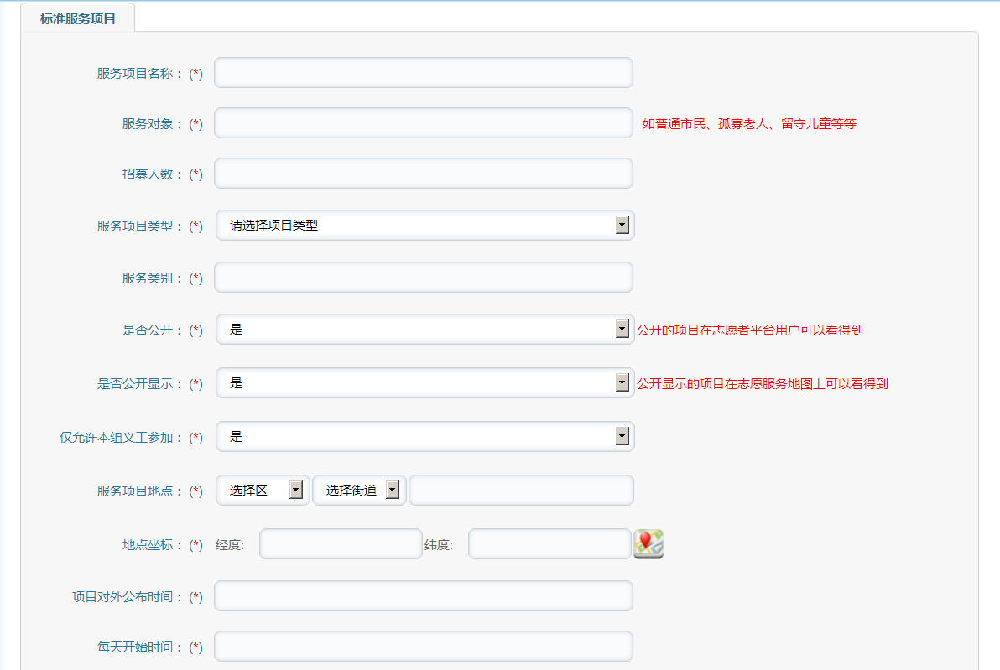 标准服务项目
服务项目名称： (*)
服务对象： (*) 如普通市民、孤寡老人、留守儿童等等
招募人数： (*)
服务项目类型： (*) 请选择项目类型
服务类别： (*)
是否公开： (*) 是 公开的项目在志愿者平台用户可以看得到
是否公开显示： (*) 是 公开显示的项目在志愿服务地图上可以看得到
仅允许本组义工参加： (*) 是
服务项目地点： (*) 选择区 选择街道
地点坐标： (*) 经度: 纬度:
项目对外公布时间： (*)
每天开始时间： (*)